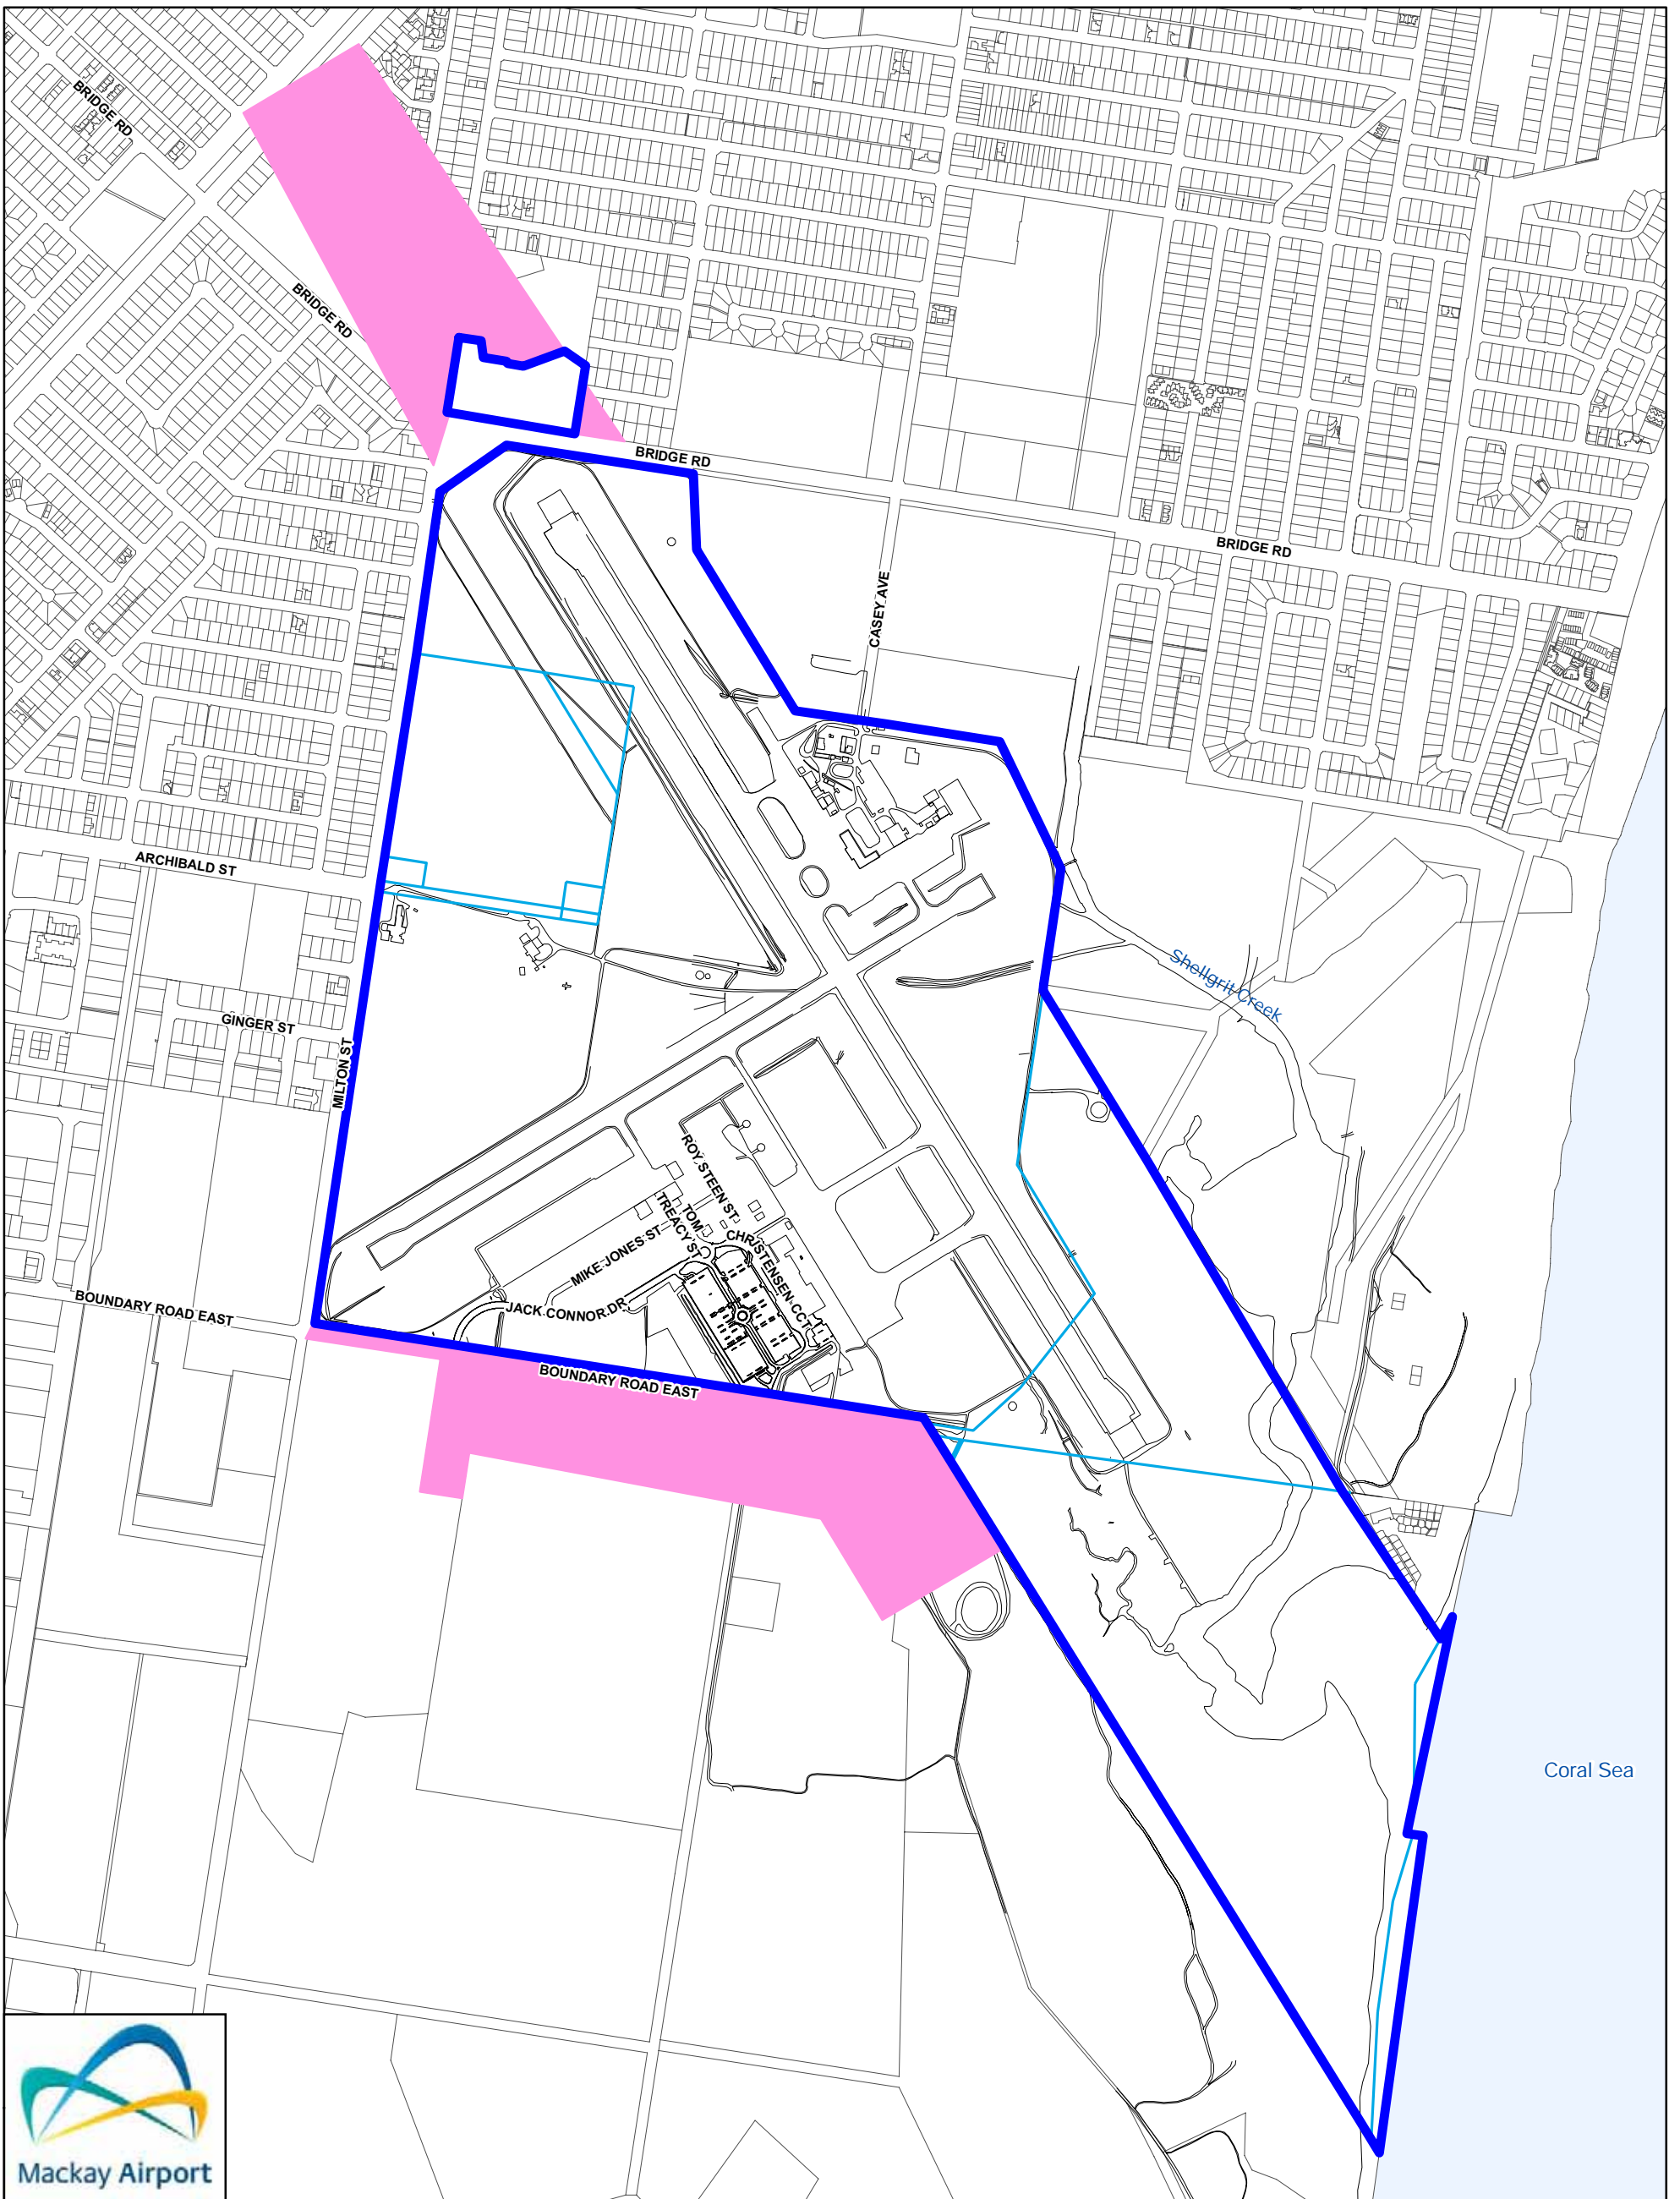 BRIDGE RD
BRIDGE RD
BRIDGE RD
BRIDGE RD
CASEY AVE
ARCHIBALD ST
Shellgrit Creek
GINGER ST
MILTON ST
ROY STEEN ST
TOM
TREACY ST
MIKE JONES ST
CHRISTENSEN CCT
JACK CONNOR DR
BOUNDARY ROAD EAST
BOUNDARY ROAD EAST
Coral Sea
Mackay Airport